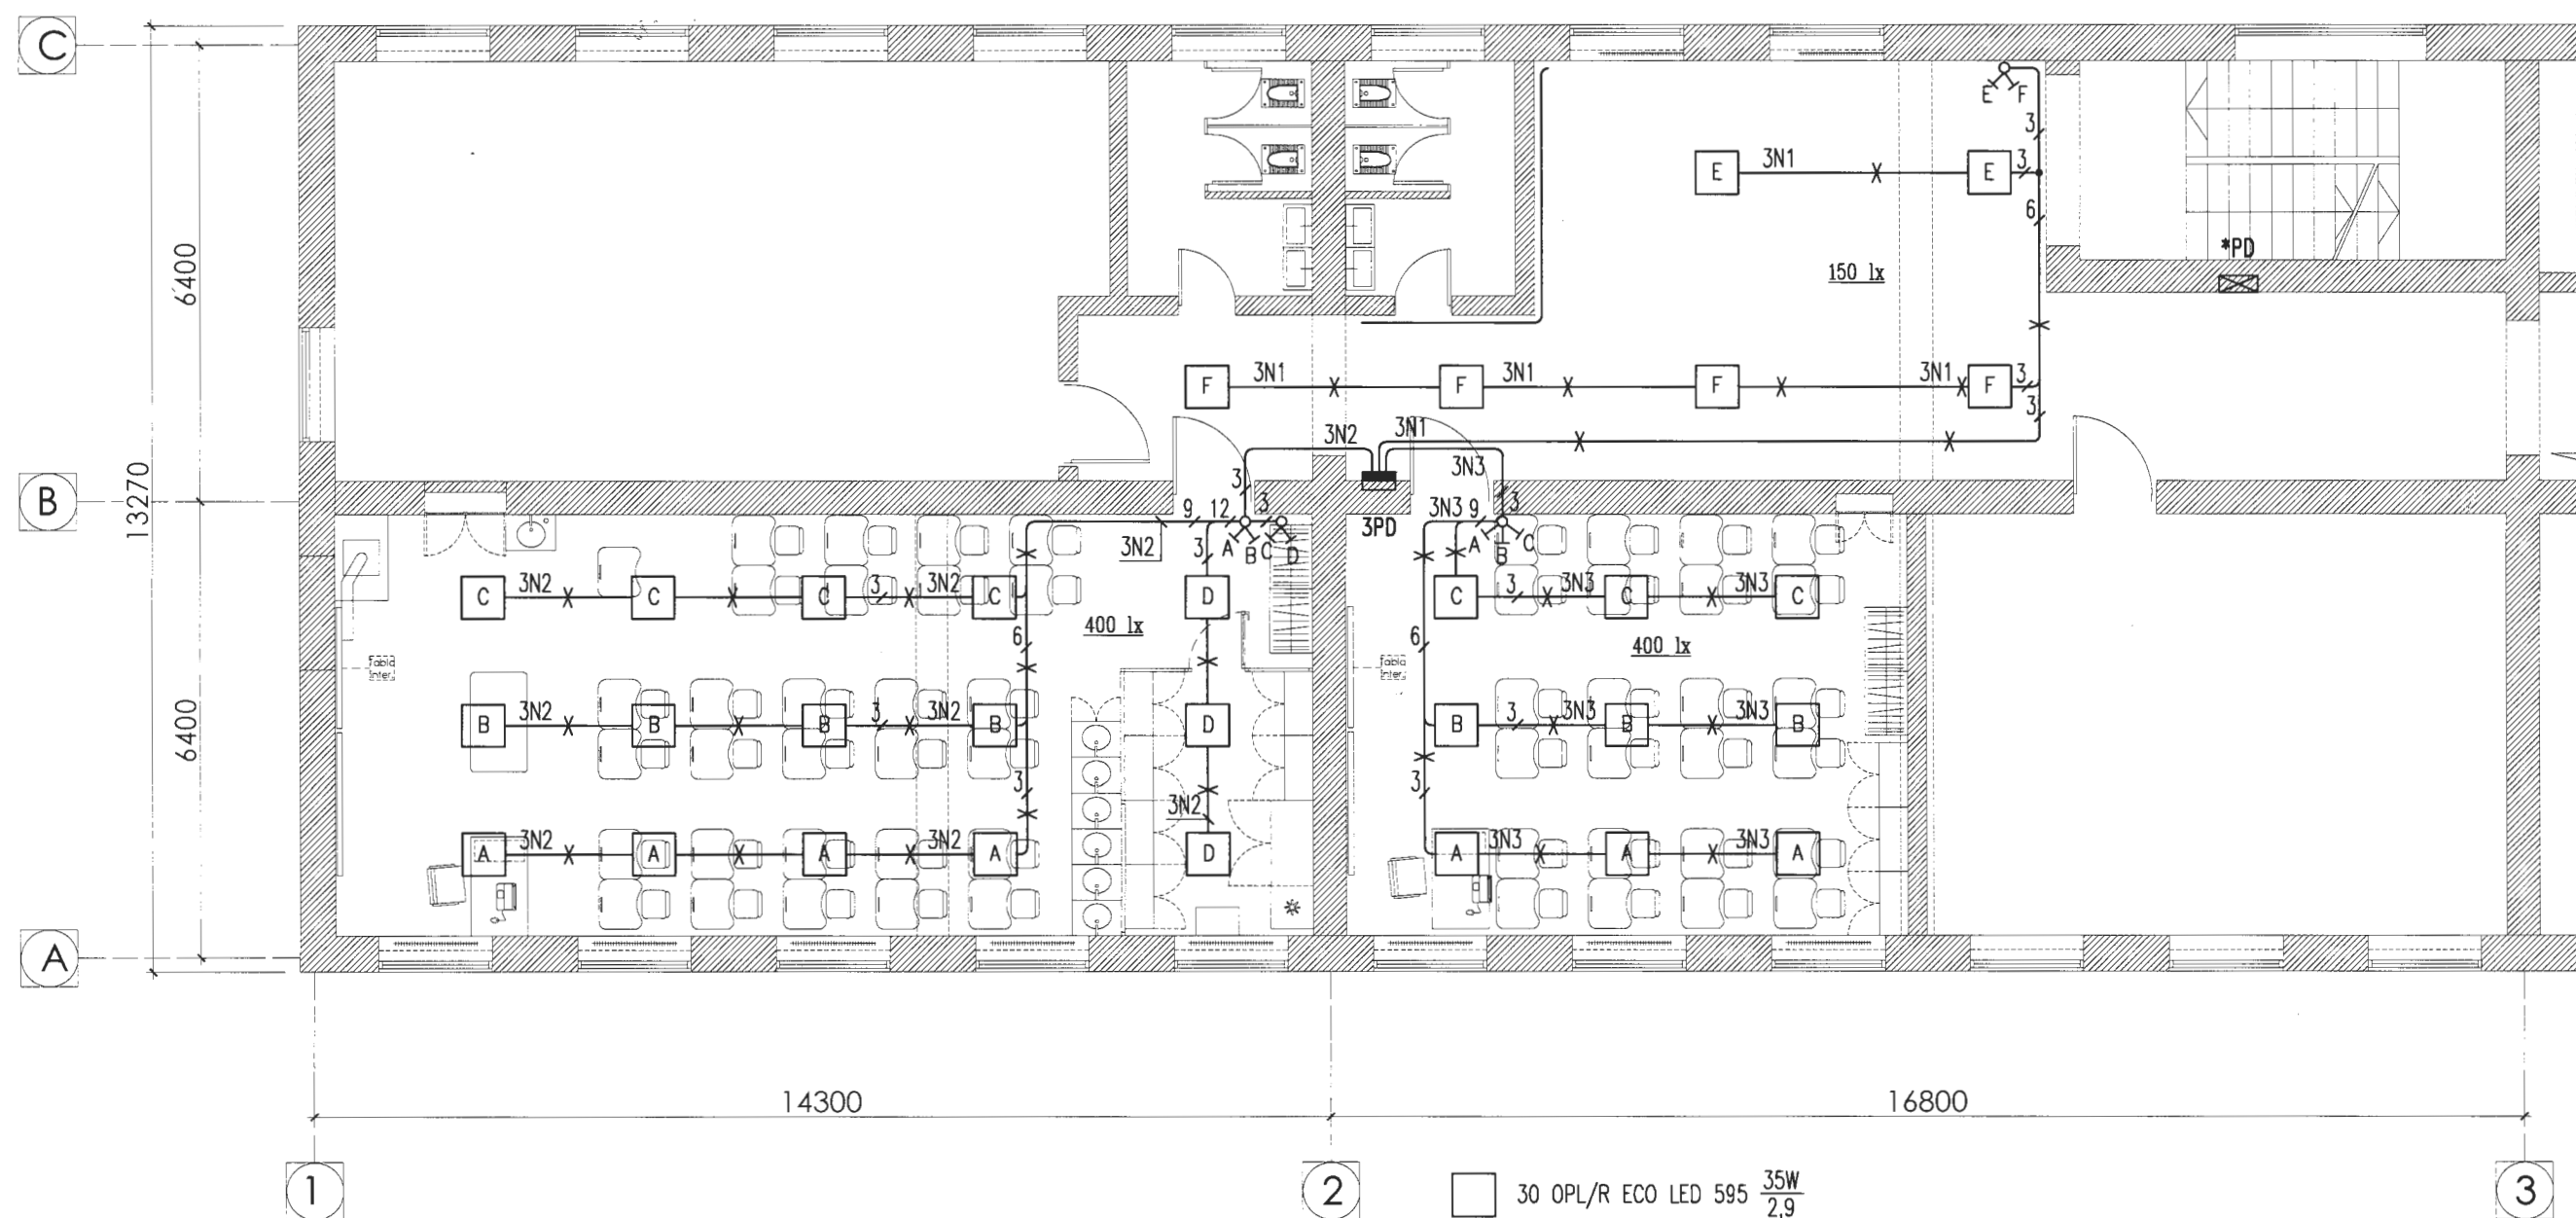 C
E F
3
E 3N1 E 3
6
6400
*PD
150 lx
F 3N1 F 3N1 F 3N1 F 3
3
3N2 3N1
3N3
13270
B
3
9 12 3
3N3 9 3
3PD
3N2
3
A B C D
A B C
C 3N2 C C 3 3N2 C
D
C 3 3N3 C 3N3 C
400 lx
6
6
400 lx
Tabla
Inter.
Tabla
Inter.
6400
B 3N2 B B 3 3N2 B
D
B 3 3N3 B 3N3 B
3
3
3N2
A 3N2 A A 3N2 A
D
A 3N3 A 3N3 A
A
14300
16800
1
2
3
30 OPL/R ECO LED 595 35W
2,9